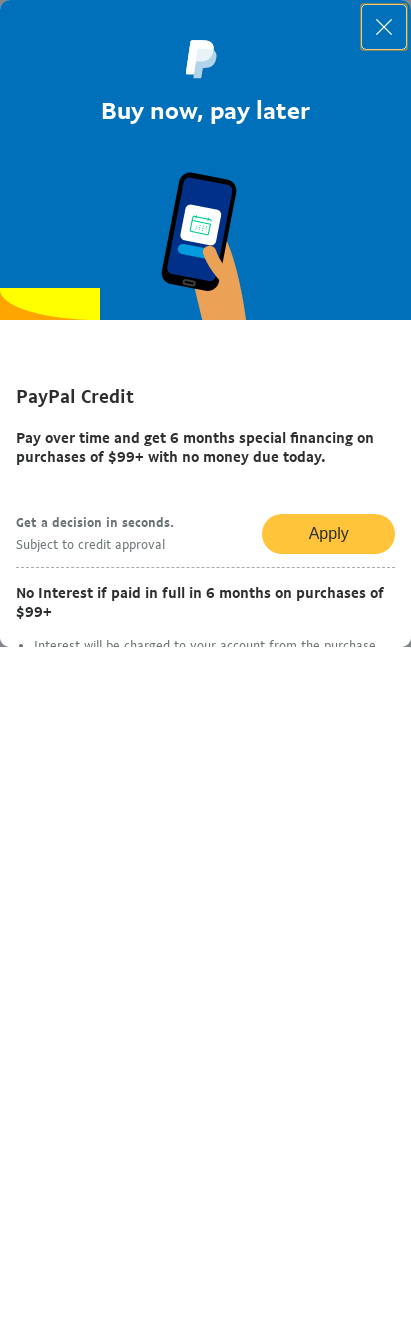 Buy now, pay later
PayPal Credit
Pay over time and get 6 months special financing on
purchases of $99+ with no money due today.
Get a decision in seconds.
Subject to credit approval
Apply
No Interest if paid in full in 6 months on purchases of
$99+
• Interest will be charged to your account from the purchase